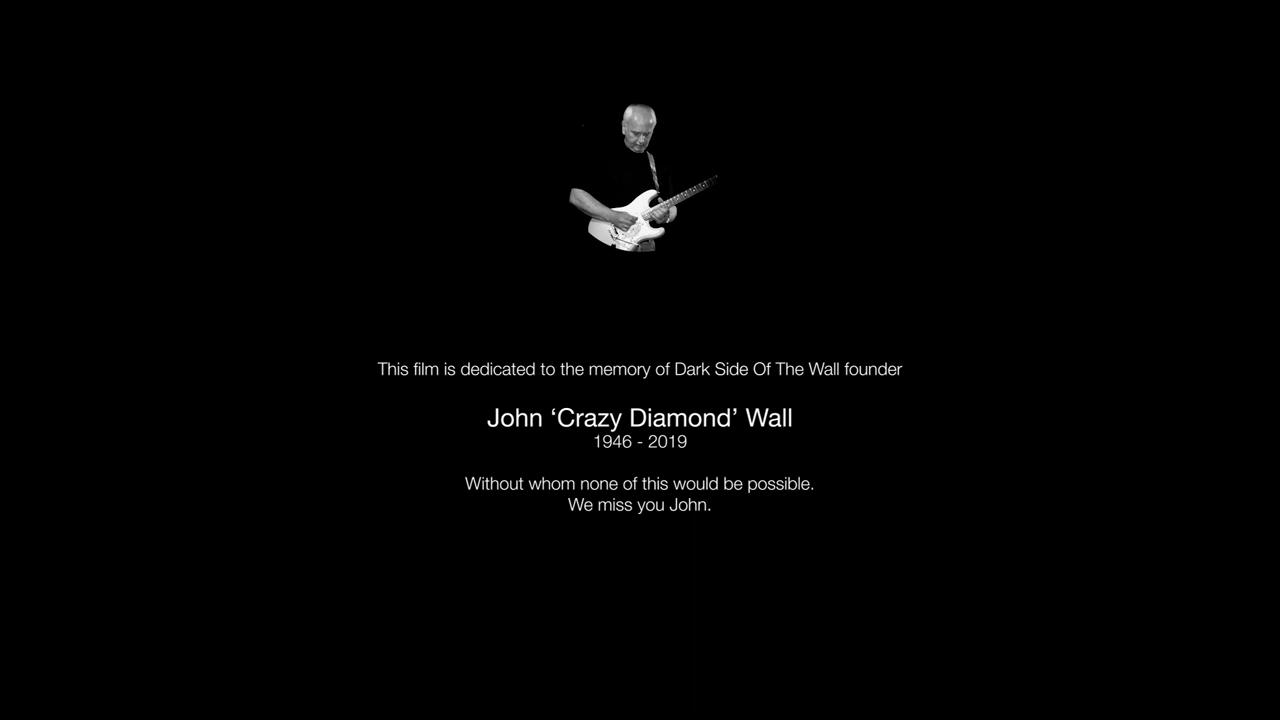 This film is dedicated to the memory of Dark Side Of The Wall founder
John ‘Crazy Diamond’ Wall
1946 - 2019
Without whom none of this would be possible.
We miss you John.